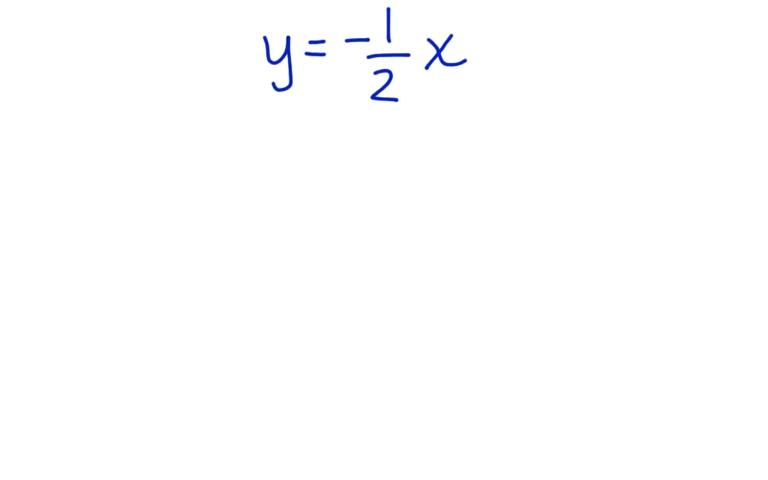 y = -1/2 x